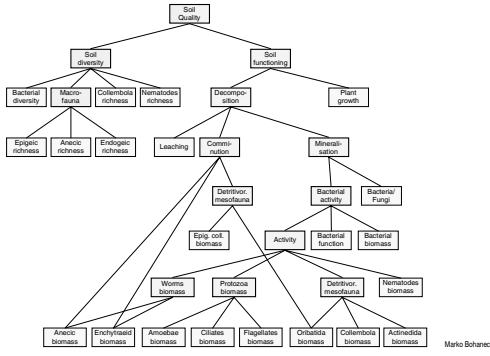 Soil
Quality
Soil
diversity
Soil
functioning
Bacterial
diversity
Macro-
fauna
Collembola
richness
Nematodes
richness
Decompo-
sition
Plant
growth
Epigeic
richness
Anecic
richness
Endogeic
richness
Leaching
Commi-
nution
Minerali-
sation
Detritivor.
mesofauna
Bacterial
activity
Bacteria/
Fungi
Epig. coll.
biomass
Activity
Bacterial
function
Bacterial
biomass
Worms
biomass
Protozoa
biomass
Detritivor.
mesofauna
Nematodes
biomass
Anecic
biomass
Enchytraeid
biomass
Amoebae
biomass
Ciliates
biomass
Flagellates
biomass
Oribatida
biomass
Collembola
biomass
Actinedida
biomass
Marko Bohanec